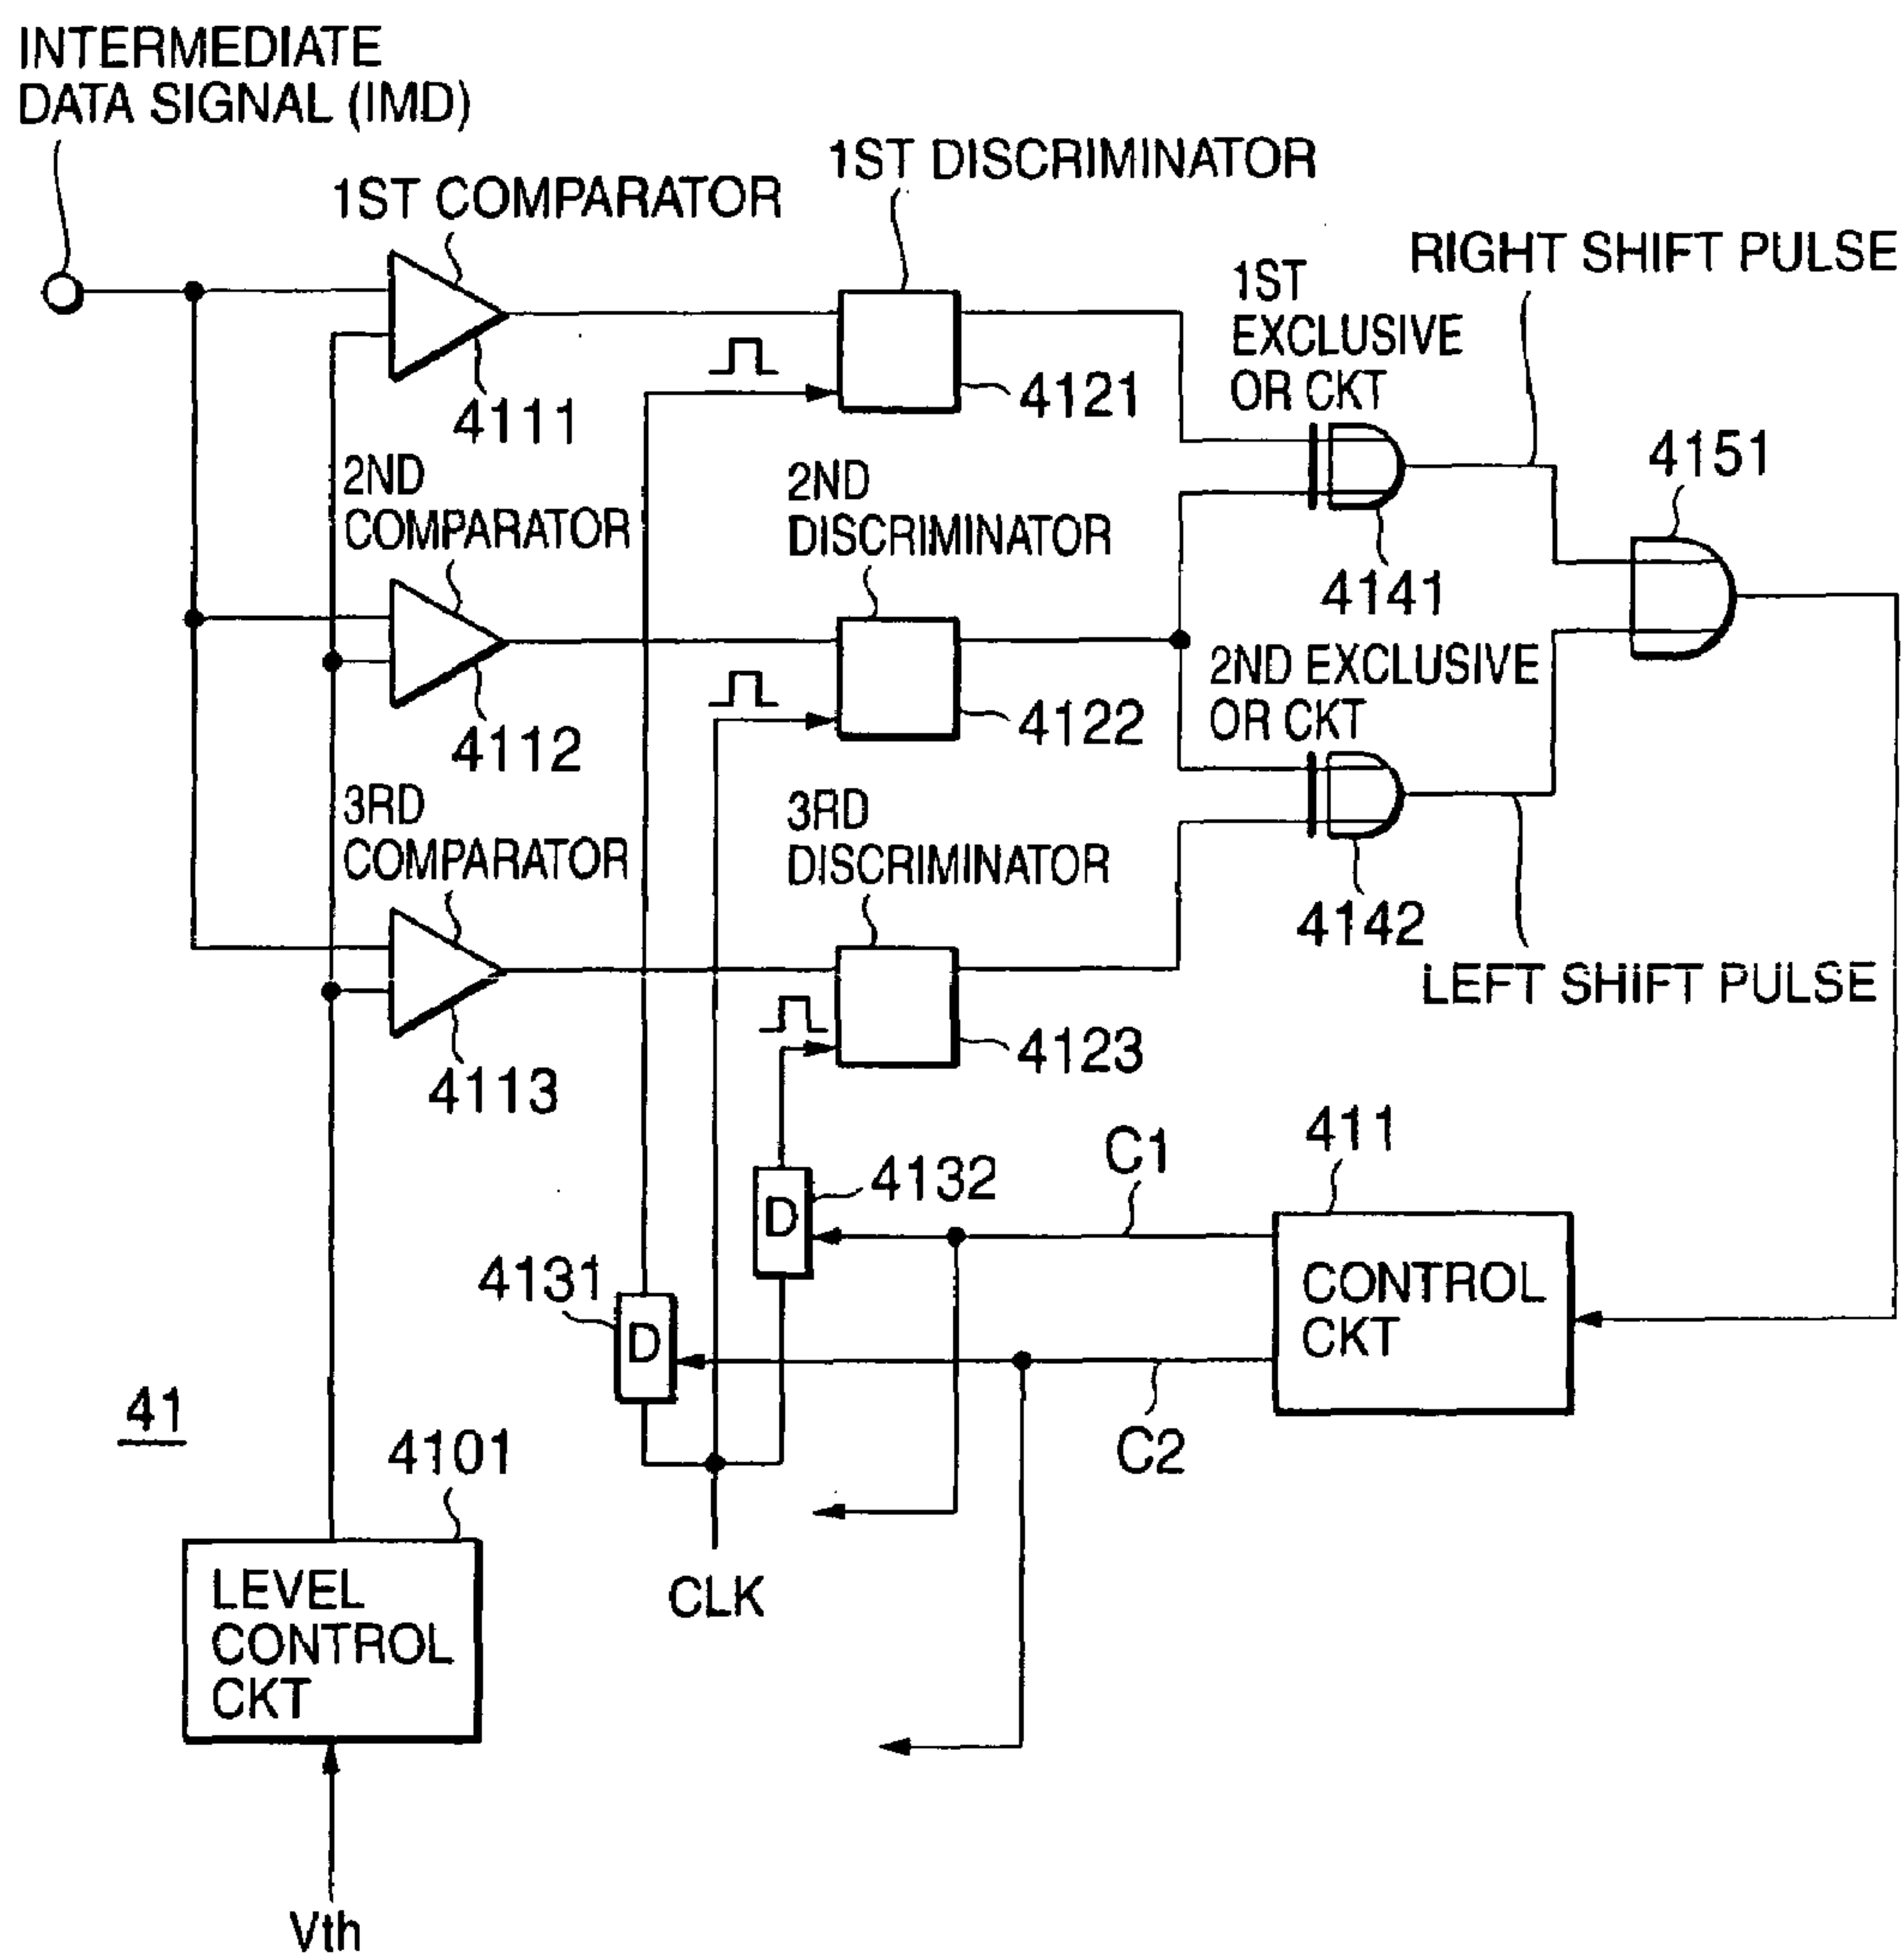 INTERMEDIATE
DATA SIGNAL (IMD)
1ST COMPARATOR
1ST DISCRIMINATOR
RIGHT SHIFT PULSE
1ST
EXCLUSIVE
OR CKT
4111
4121
4151
2ND
COMPARATOR
2ND
DISCRIMINATOR
4141
4112
4122
2ND EXCLUSIVE
OR CKT
3RD
COMPARATOR
3RD
DISCRIMINATOR
4142
LEFT SHIFT PULSE
4113
4123
411
C1
4132
D
4131
D
CONTROL
CKT
C2
41
4101
CLK
LEVEL
CONTROL
CKT
Vth